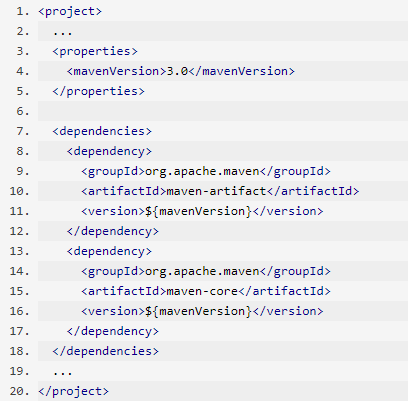 1. <project>
2.   ...
3.   <properties>
4.     <mavenVersion>3.0</mavenVersion>
5.   </properties>
6.
7.   <dependencies>
8.     <dependency>
9.       <groupId>org.apache.maven</groupId>
10.       <artifactId>maven-artifact</artifactId>
11.       <version>${mavenVersion}</version>
12.     </dependency>
13.     <dependency>
14.       <groupId>org.apache.maven</groupId>
15.       <artifactId>maven-core</artifactId>
16.       <version>${mavenVersion}</version>
17.     </dependency>
18.   </dependencies>
19.   ...
20. </project>